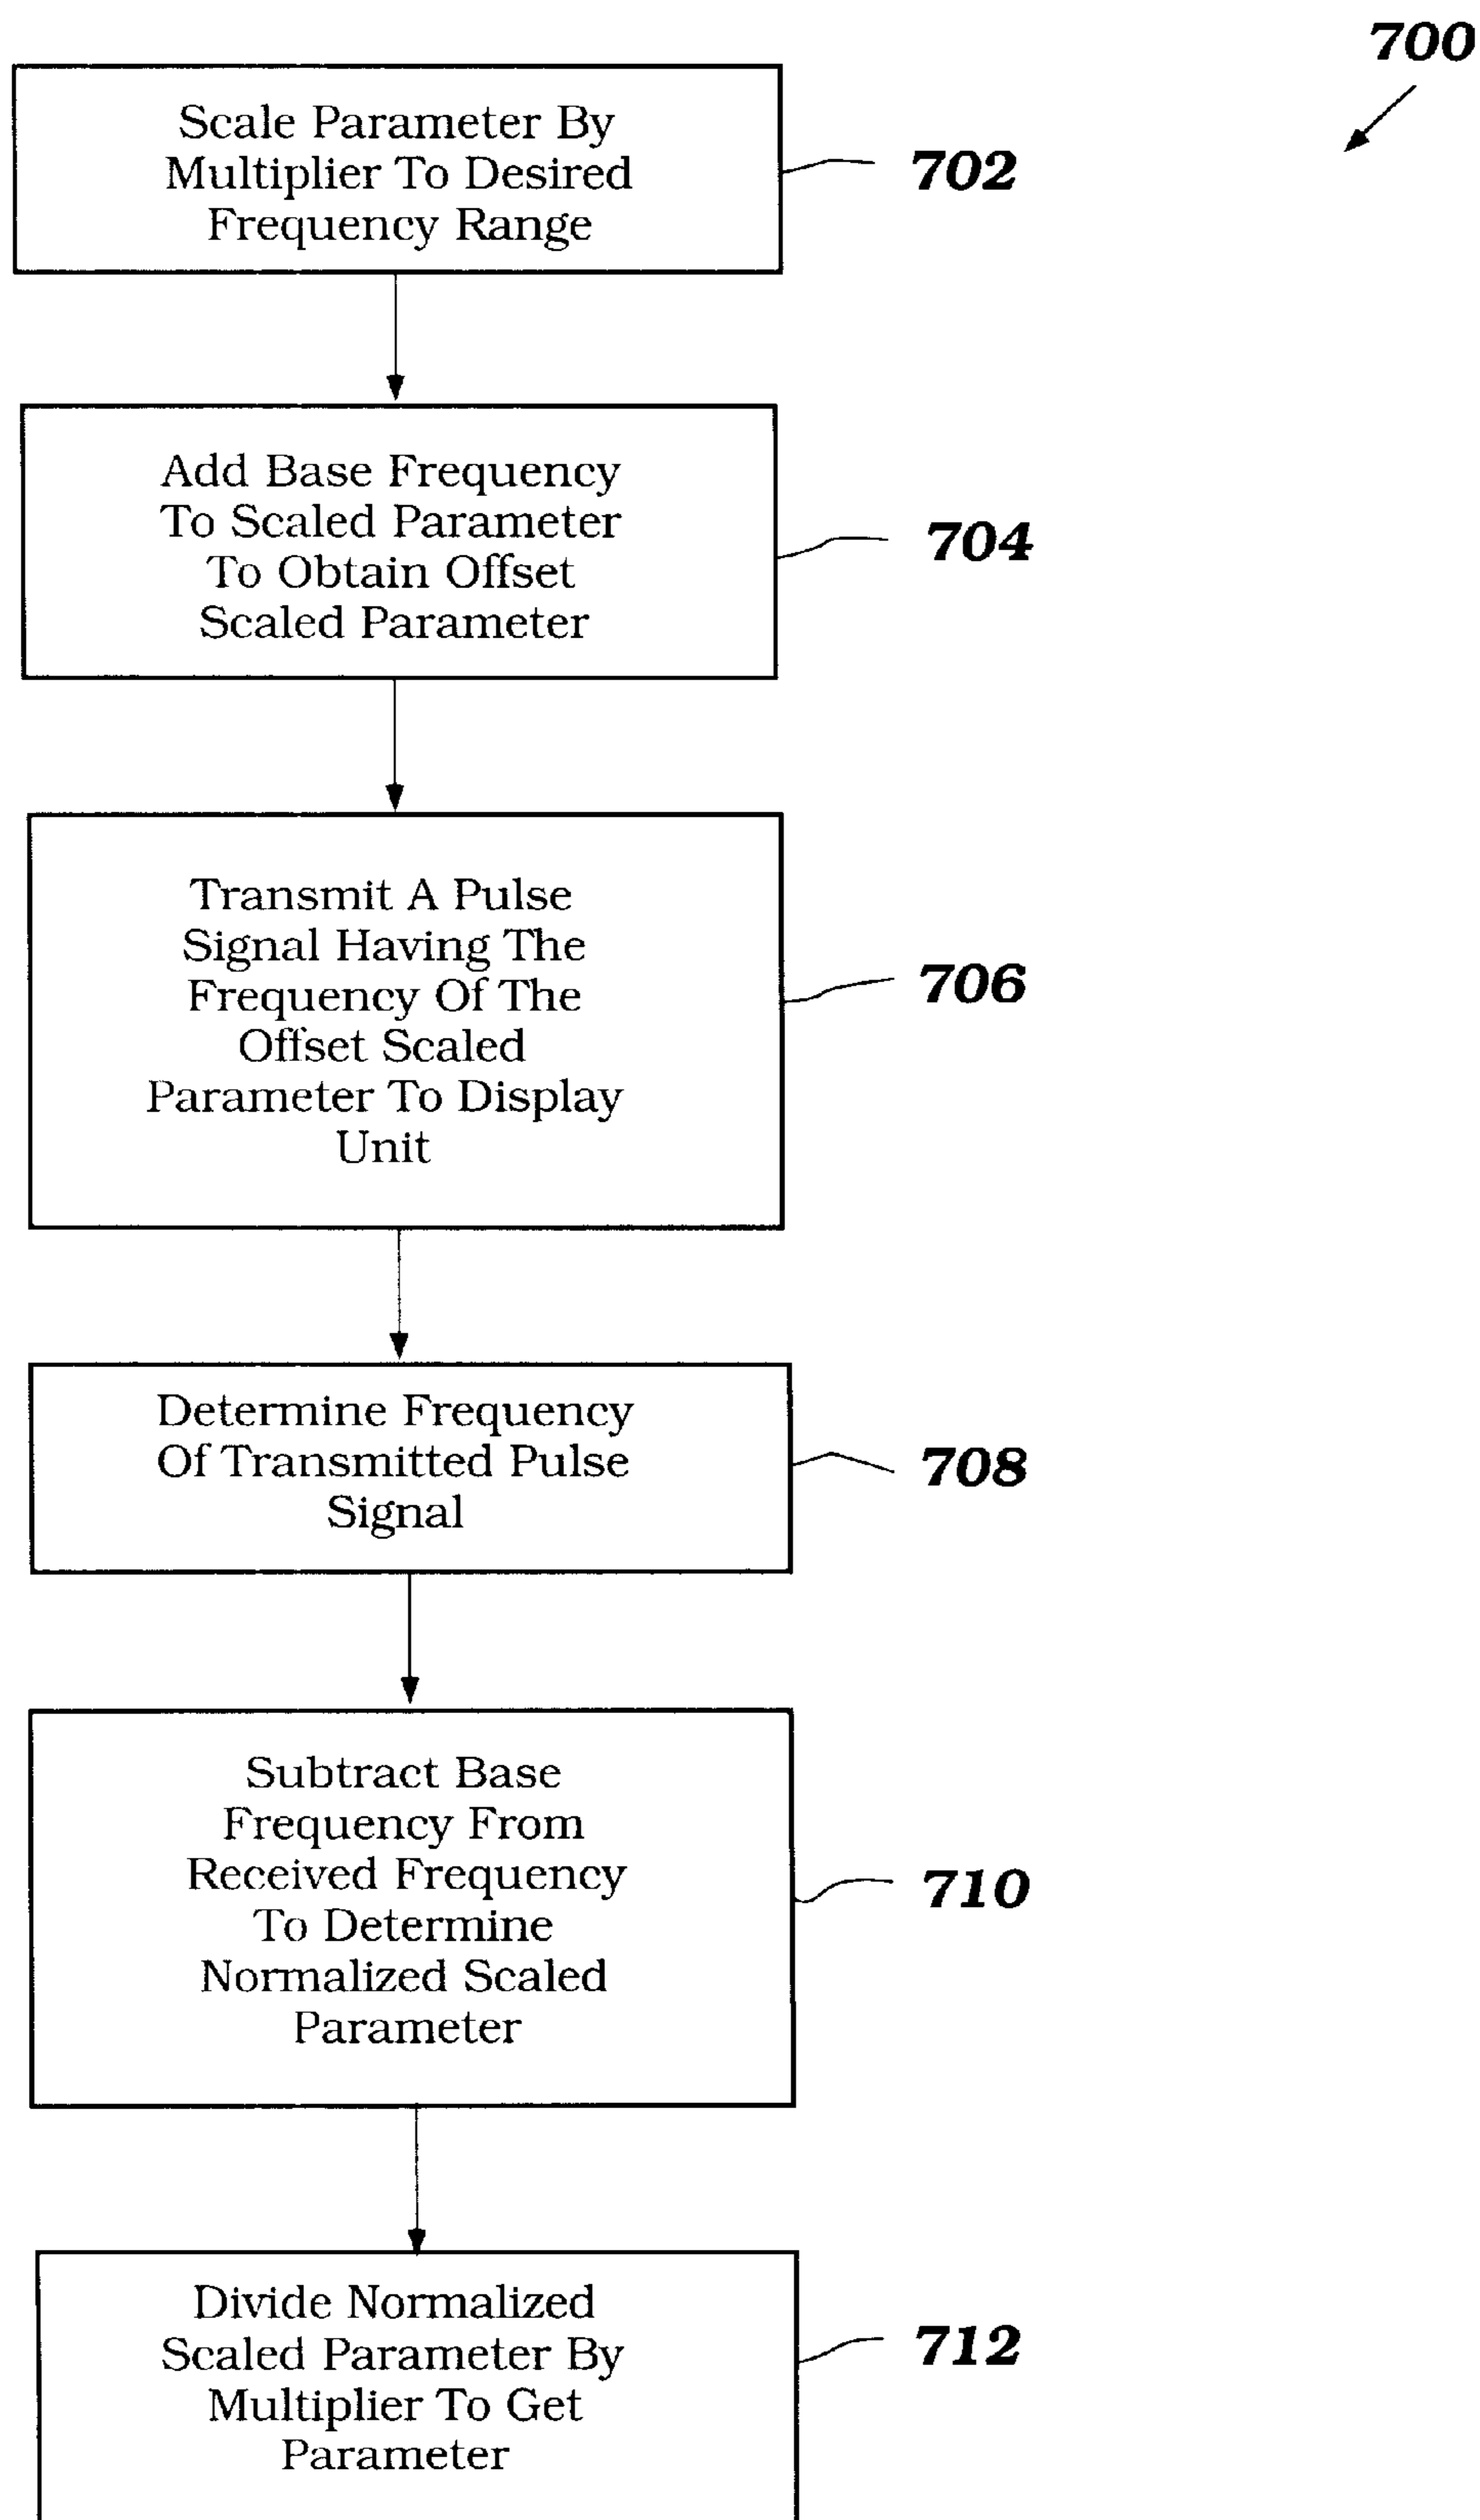 700
Scale Parameter By
Multiplier To Desired
Frequency Range
702
Add Base Frequency
To Scaled Parameter
To Obtain Offset
Scaled Parameter
704
Transmit A Pulse
Signal Having The
Frequency Of The
Offset Scaled
Parameter To Display
Unit
706
Determine Frequency
Of Transmitted Pulse
Signal
708
Subtract Base
Frequency From
Received Frequency
To Determine
Normalized Scaled
Parameter
710
Divide Normalized
Scaled Parameter By
Multiplier To Get
Parameter
712